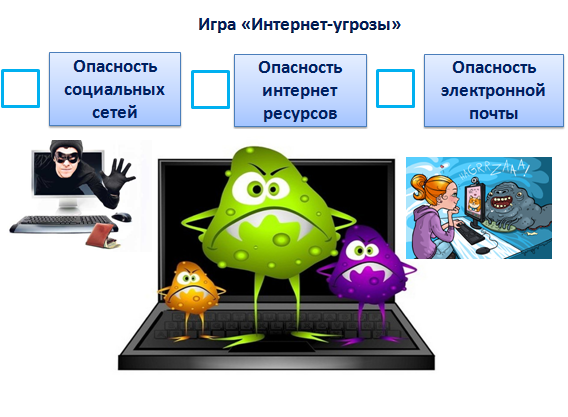 Игра «Интернет-угрозы»
Опасность
социальных
сетей
Опасность
интернет
ресурсов
Опасность
электронной
почты